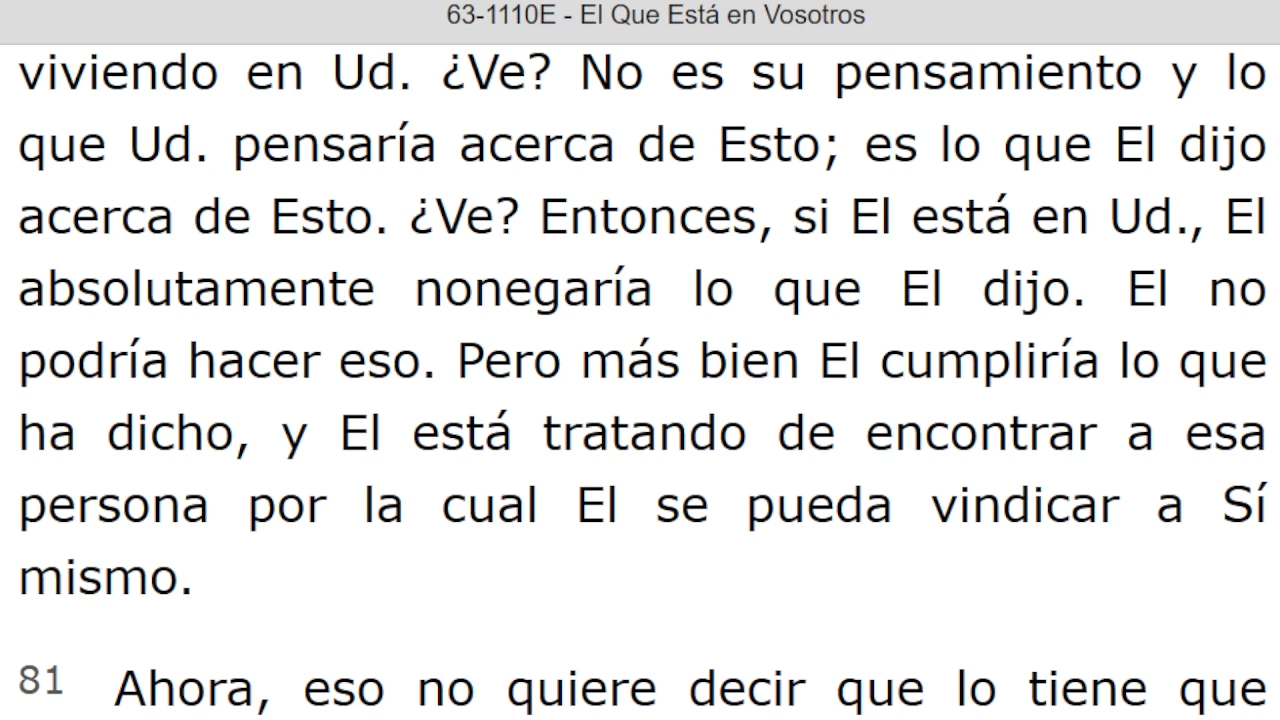 63-1110E - El Que Está en Vosotros
viviendo en Ud. ¿Ve? No es su pensamiento y lo
que Ud. pensaría acerca de Esto; es lo que El dijo
acerca de Esto. ¿Ve? Entonces, si El está en Ud., El
absolutamente nonegaría lo que El dijo. El no
podría hacer eso. Pero más bien El cumpliría lo que
ha dicho, y El está tratando de encontrar a esa
persona por la cual El se pueda vindicar a Sí
mismo.
81 Ahora, eso no quiere decir que lo tiene que